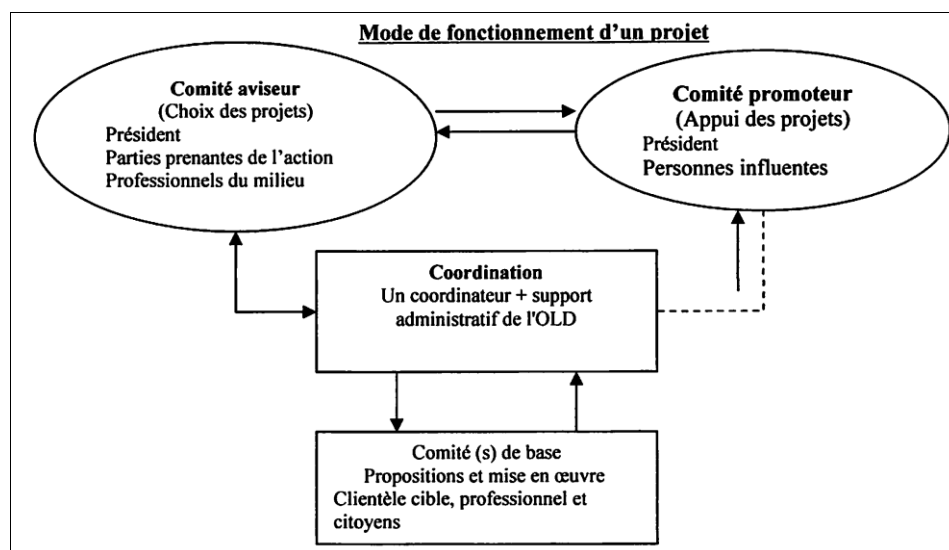 Mode de fonctionnement d'un projet
Comité aviseur
(Choix des projets)
Président
Parties prenantes de l'action
Professionnels du milieu
Comité promoteur
(Appui des projets)
Président
Personnes influentes
Coordination
Un coordinateur + support
administratif de l'OLD
Comité (s) de base
Propositions et mise en œuvre
Clientèle cible, professionnel et
citoyens